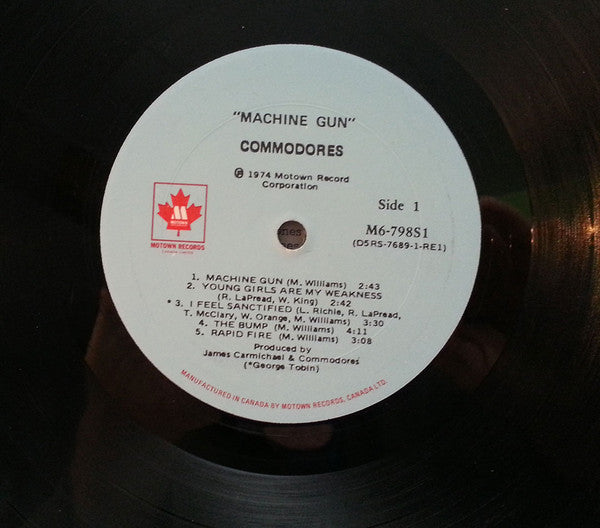 "MACHINE GUN"
COMMODORES
℗ 1974 Motown Record
Corporation
Side 1
M6-798S1
(D5RS-7689-1-RE1)
M
MOTOWN
MOTOWN RECORDS
CANADA LIMITED
1. MACHINE GUN (M. Williams) 2:43
2. YOUNG GIRLS ARE MY WEAKNESS
(R. LaPread, W. King) 2:42
* 3. I FEEL SANCTIFIED (L. Richie, R. LaPread,
T. McClary, W. Orange, M. Williams) 3:30
4. THE BUMP (M. Williams) 4:11
5. RAPID FIRE (M. Williams) 3:08
Produced by
James Carmichael & Commodores
(*George Tobin)
MANUFACTURED IN CANADA BY MOTOWN RECORDS, CANADA LTD.